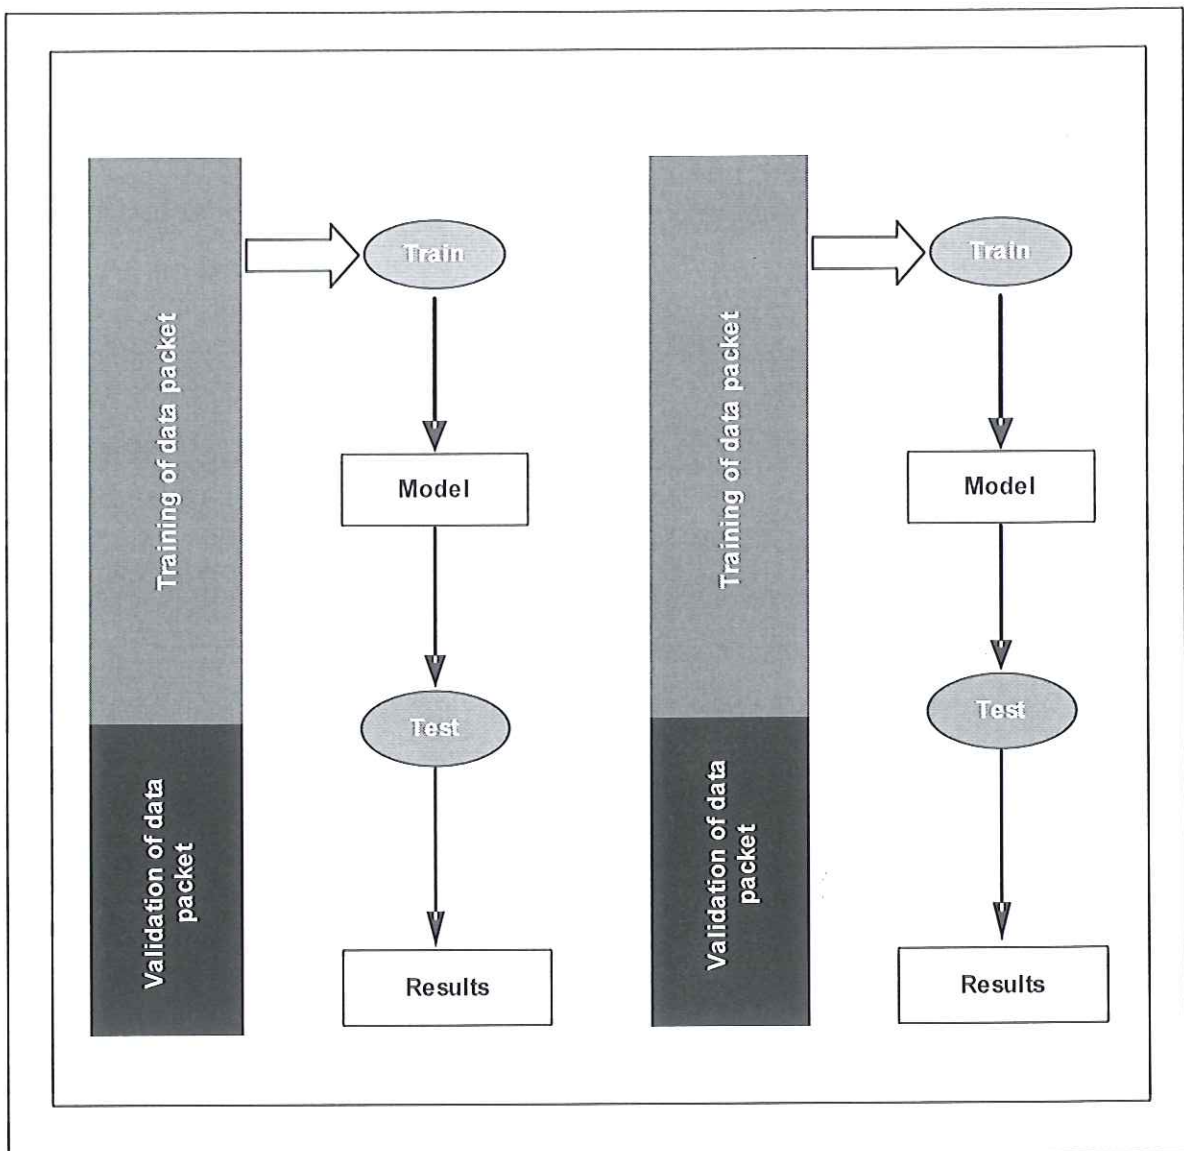 Training of data packet
Validation of data
packet
Train
Model
Test
Results
Training of data packet
Validation of data
packet
Train
Model
Test
Results